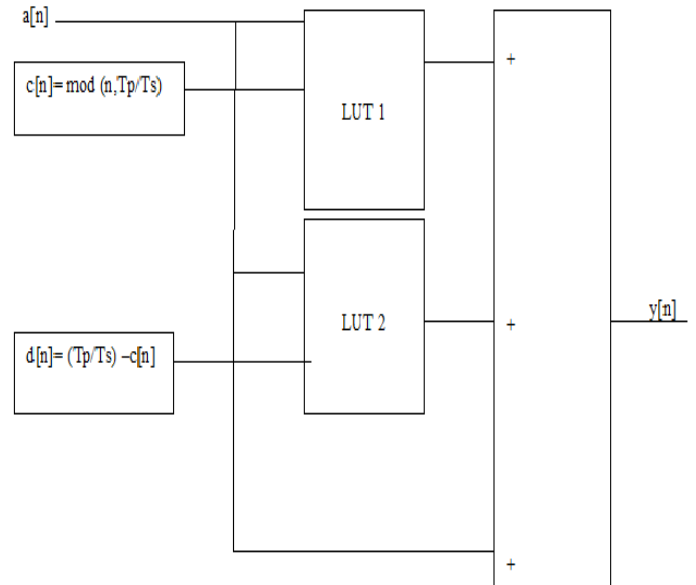 a[n]
c[n]= mod (n,Tp/Ts)
LUT 1
+
d[n]= (Tp/Ts) –c[n]
LUT 2
+
y[n]
+